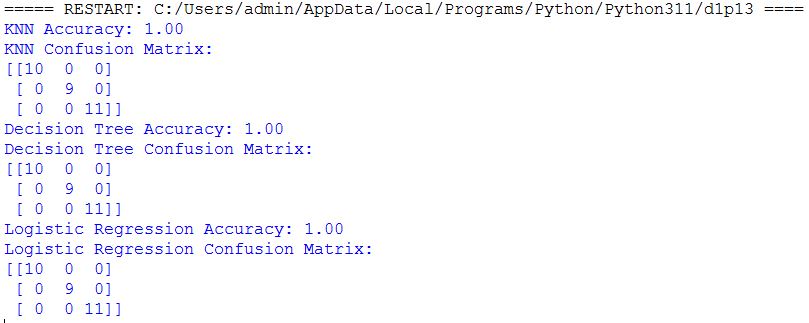 ===== RESTART: C:/Users/admin/AppData/Local/Programs/Python/Python311/d1p13 ====
KNN Accuracy: 1.00
KNN Confusion Matrix:
[[10  0  0]
 [ 0  9  0]
 [ 0  0 11]]
Decision Tree Accuracy: 1.00
Decision Tree Confusion Matrix:
[[10  0  0]
 [ 0  9  0]
 [ 0  0 11]]
Logistic Regression Accuracy: 1.00
Logistic Regression Confusion Matrix:
[[10  0  0]
 [ 0  9  0]
 [ 0  0 11]]